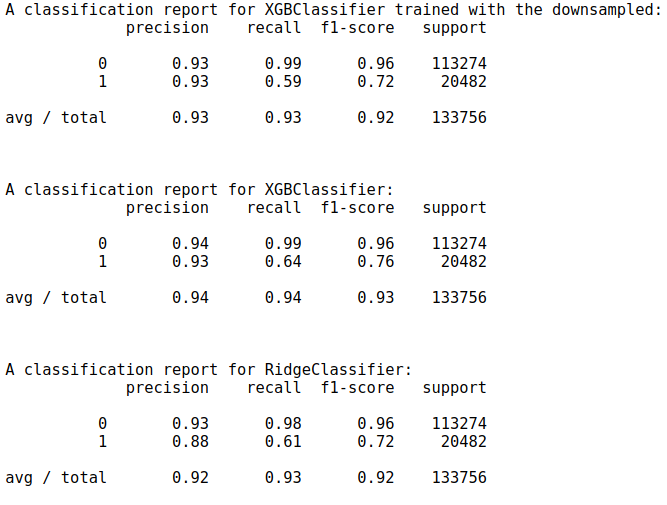 A classification report for XGBClassifier trained with the downsampled:
precision recall f1-score support
0 0.93 0.99 0.96 113274
1 0.93 0.59 0.72 20482
avg / total 0.93 0.93 0.92 133756
A classification report for XGBClassifier:
precision recall f1-score support
0 0.94 0.99 0.96 113274
1 0.93 0.64 0.76 20482
avg / total 0.94 0.94 0.93 133756
A classification report for RidgeClassifier:
precision recall f1-score support
0 0.93 0.98 0.96 113274
1 0.88 0.61 0.72 20482
avg / total 0.92 0.93 0.92 133756